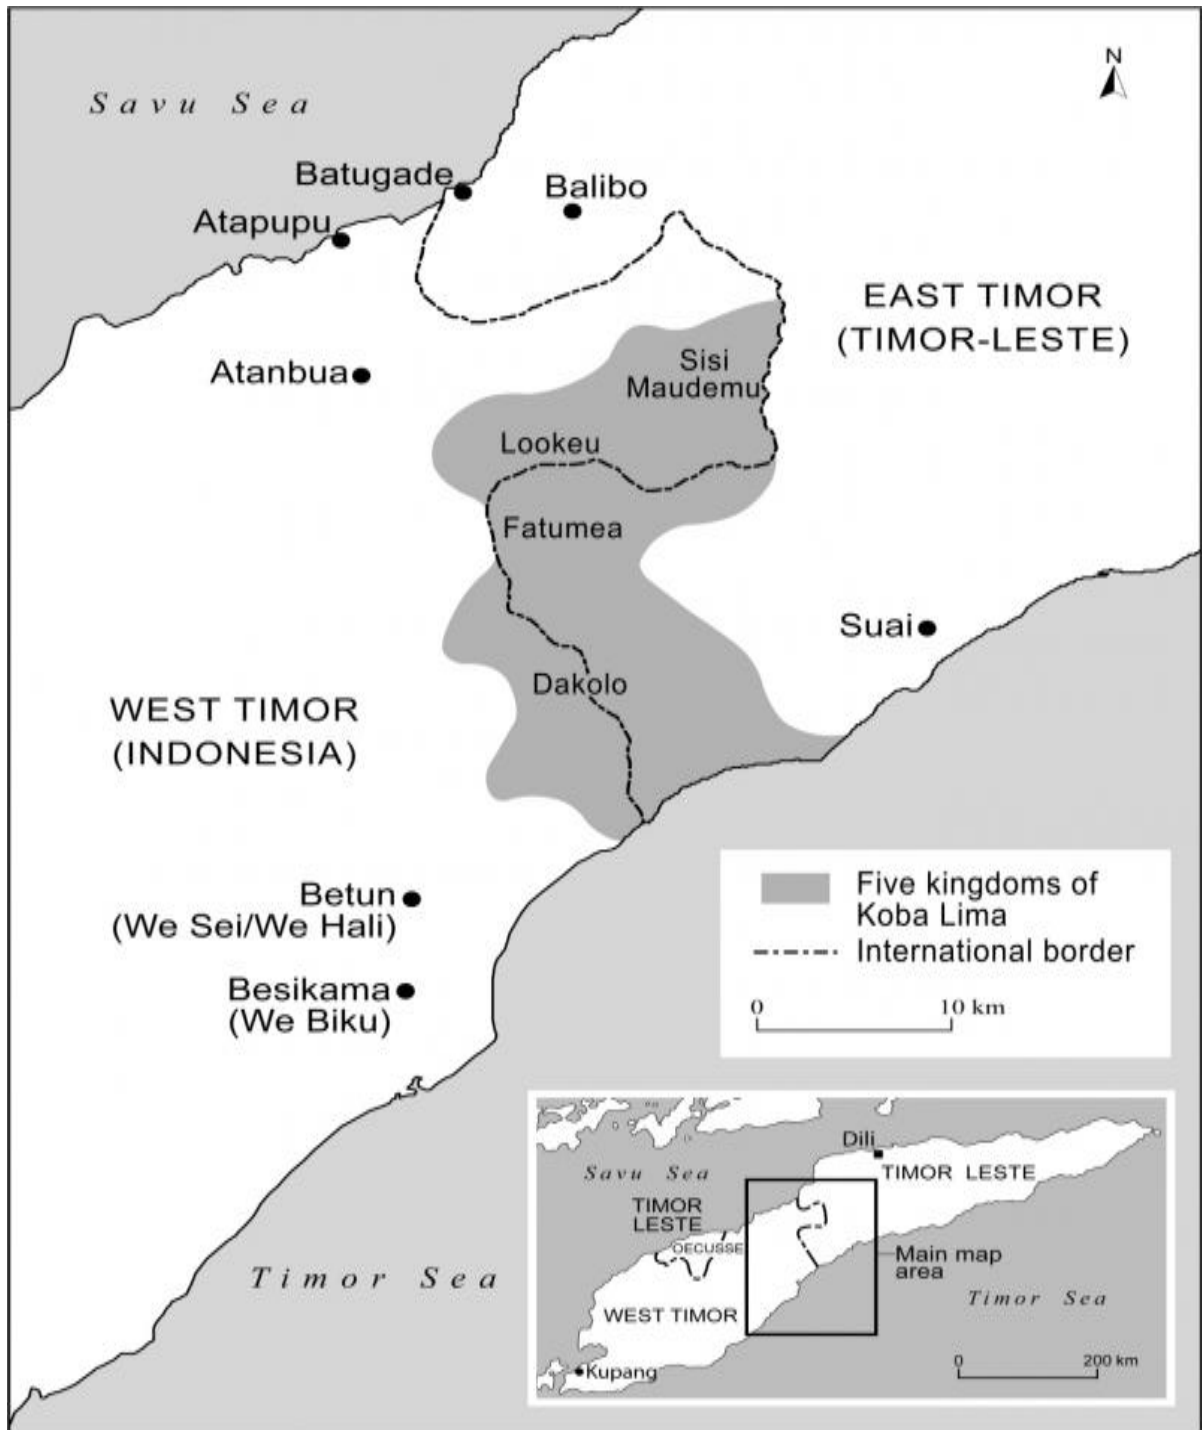 N
Savu Sea
Batugade
Balibo
Atapupu
EAST TIMOR
(TIMOR-LESTE)
Sisi
Maudemu
Atanbua
Lookeu
Fatumea
Suai
Dakolo
WEST TIMOR
(INDONESIA)
Betun
(We Sei/We Hali)
Besikama
(We Biku)
Five kingdoms of
Koba Lima
International border
0 10 km
Timor Sea
Dili
Savu Sea
TIMOR LESTE
TIMOR
LESTE
OECUSSE
Main map
area
Timor Sea
WEST TIMOR
0 200 km
Kupang